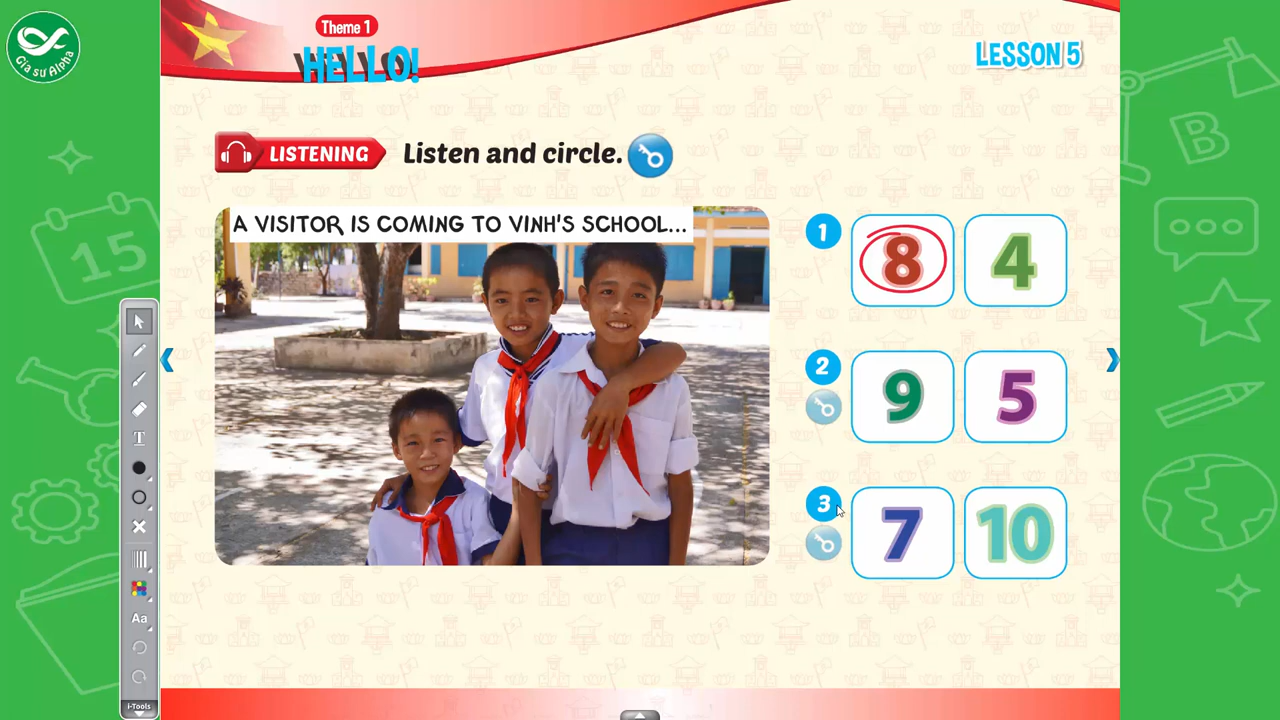 Gia sư Alpha
Theme 1
HELLO!
LESSON 5
LISTENING
Listen and circle.
A VISITOR IS COMING TO VINH'S SCHOOL...
1
8
4
2
9
5
3
7
10
15
B
T
Aa
i-Tools